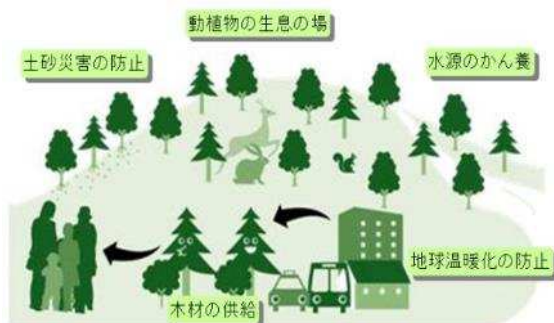 動植物の生息の場
土砂災害の防止
水源のかん養
地球温暖化の防止
木材の供給